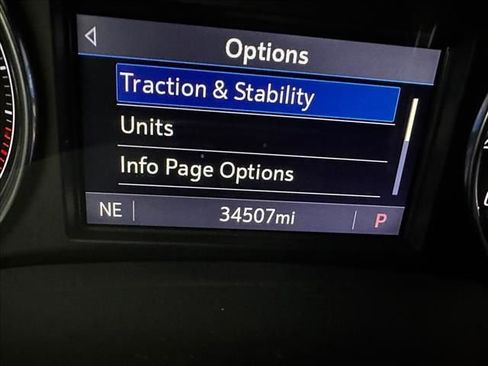 Options
Traction & Stability
Units
Info Page Options
NE 34507mi P